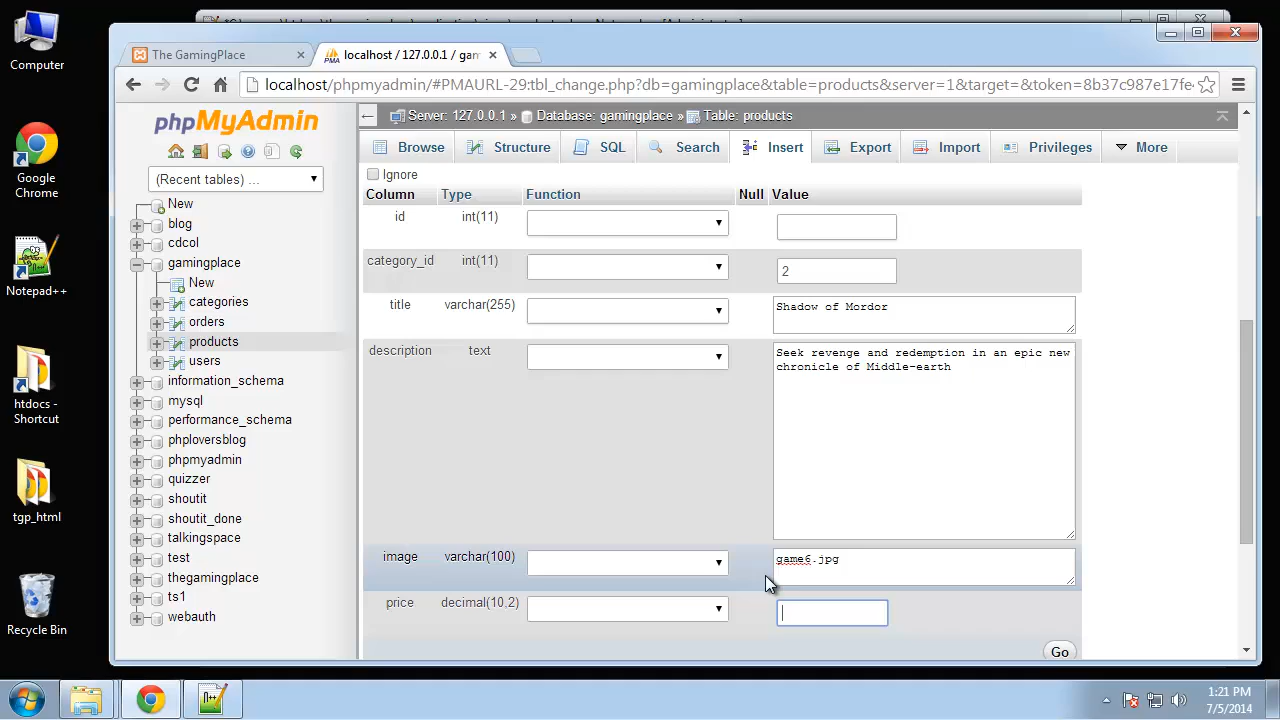 Computer
Google
Chrome
Notepad++
htdocs -
Shortcut
tgp_html
Recycle Bin
The GamingPlace
localhost / 127.0.0.1 / gam
localhost/phpmyadmin/#PMAURL-29:tbl_change.php?db=gamingplace&table=products&server=1&target=&token=8b37c987e17fe
phpMyAdmin
(Recent tables) ...
New
blog
cdcol
gamingplace
New
categories
orders
products
users
information_schema
mysql
performance_schema
phploversblog
phpmyadmin
quizzer
shoutit
shoutit_done
talkingspace
test
thegamingplace
ts1
webauth
Server: 127.0.0.1 » Database: gamingplace » Table: products
Browse Structure SQL Search Insert Export Import Privileges More
Ignore
Column Type Function Null Value
id int(11)
category_id int(11) 2
title varchar(255) Shadow of Mordor
description text Seek revenge and redemption in an epic new
chronicle of Middle-earth
image varchar(100) game6.jpg
price decimal(10,2)
Go
1:21 PM
7/5/2014